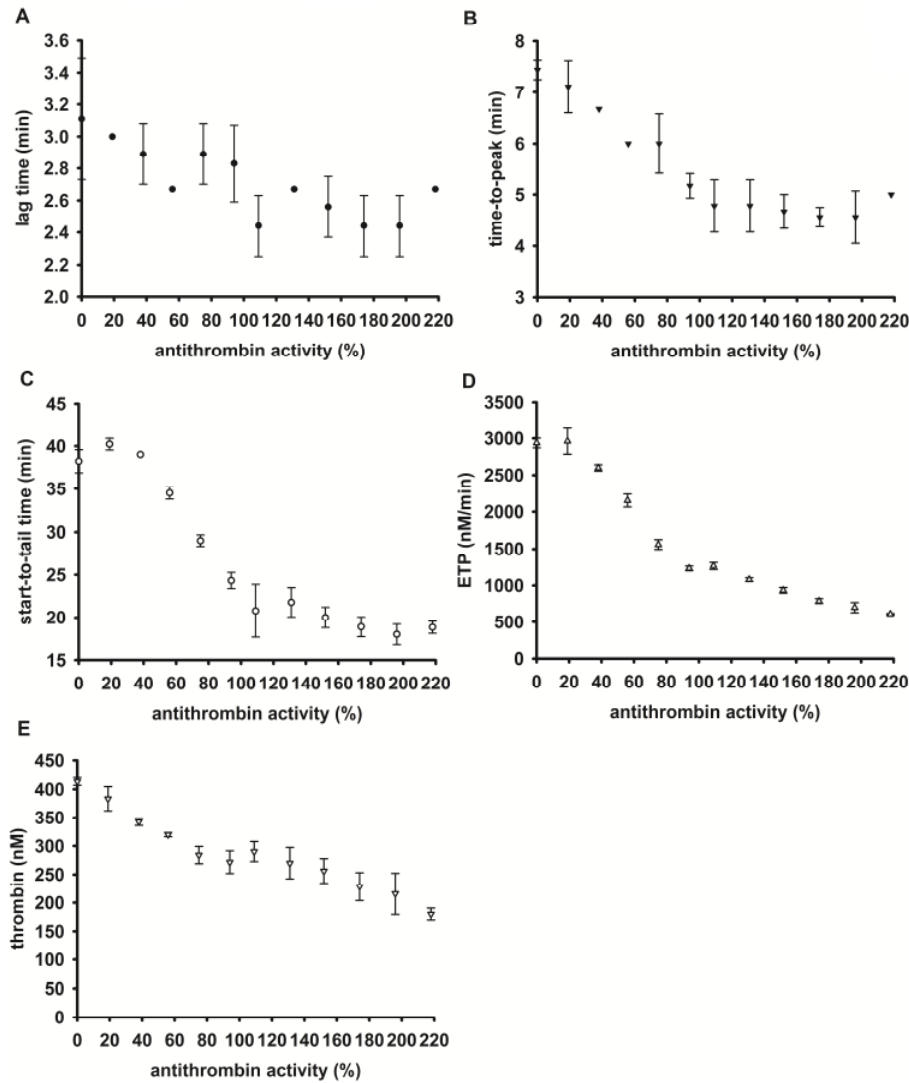 A
3.6
3.4
3.2
3.0
2.8
2.6
2.4
2.2
2.0
lag time (min)
0 20 40 60 80 100 120 140 160 180 200 220
antithrombin activity (%)
B
8
7
6
5
4
3
time-to-peak (min)
0 20 40 60 80 100 120 140 160 180 200 220
antithrombin activity (%)
C
45
40
35
30
25
20
15
start-to-tail time (min)
0 20 40 60 80 100 120 140 160 180 200 220
antithrombin activity (%)
D
3500
3000
2500
2000
1500
1000
500
0
ETP (nM/min)
0 20 40 60 80 100 120 140 160 180 200 220
antithrombin activity (%)
E
450
400
350
300
250
200
150
100
50
0
thrombin (nM)
0 20 40 60 80 100 120 140 160 180 200 220
antithrombin activity (%)